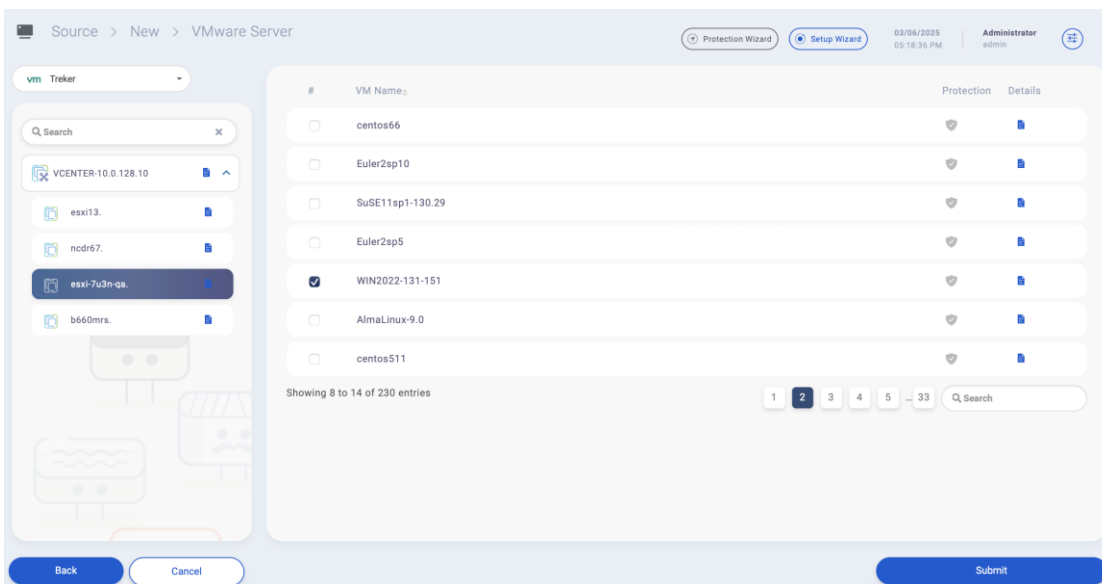 Source > New > VMware Server
Protection Wizard
Setup Wizard
03/06/2025
05:18:36 PM
Administrator
admin
vm Treker
Search
VCENTER-10.0.128.10
esxi13.
ncdr67.
esxi-7u3n-qa.
b660mrs.
# VM Name Protection Details
centos66
Euler2sp10
SuSE11sp1-130.29
Euler2sp5
WIN2022-131-151
AlmaLinux-9.0
centos511
Showing 8 to 14 of 230 entries
1 2 3 4 5 ... 33
Search
Back
Cancel
Submit